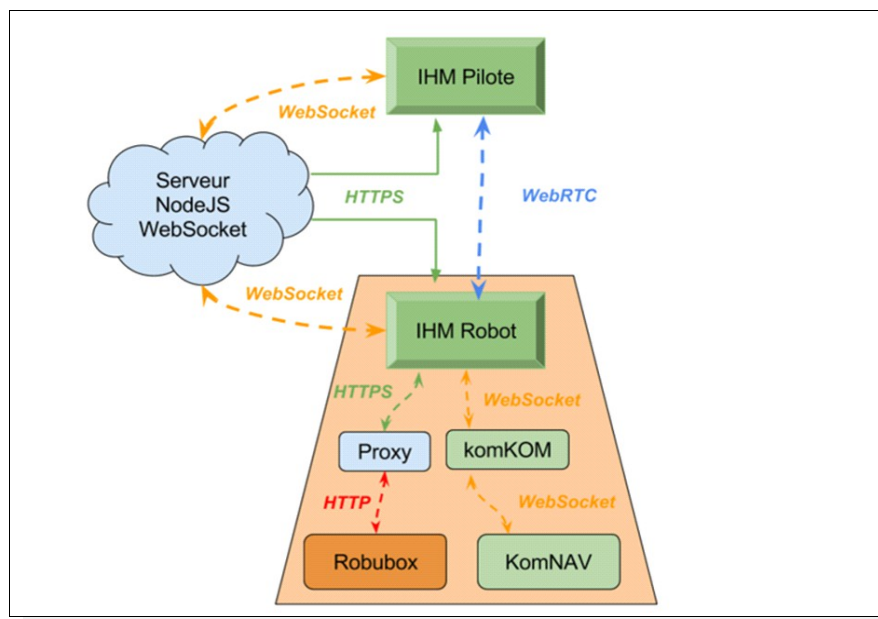 IHM Pilote
WebSocket
Serveur
NodeJS
WebSocket
HTTPS
WebRTC
WebSocket
IHM Robot
HTTPS
WebSocket
Proxy
komKOM
HTTP
WebSocket
Robubox
KomNAV